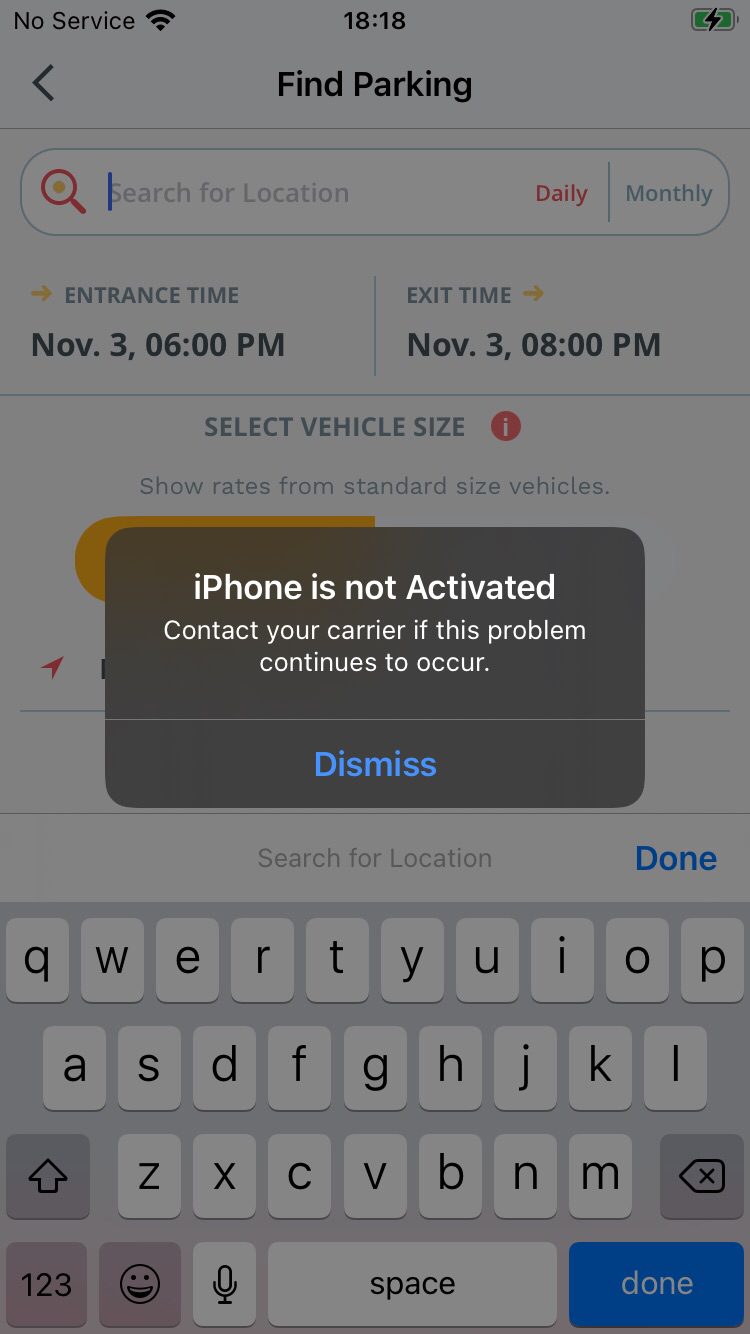 No Service
18:18
Find Parking
Search for Location
Daily
Monthly
ENTRANCE TIME
EXIT TIME
Nov. 3, 06:00 PM
Nov. 3, 08:00 PM
SELECT VEHICLE SIZE
i
Show rates from standard size vehicles.
iPhone is not Activated
Contact your carrier if this problem
continues to occur.
Dismiss
Search for Location
Done
q w e r t y u i o p
a s d f g h j k l
z x c v b n m
123
space
done